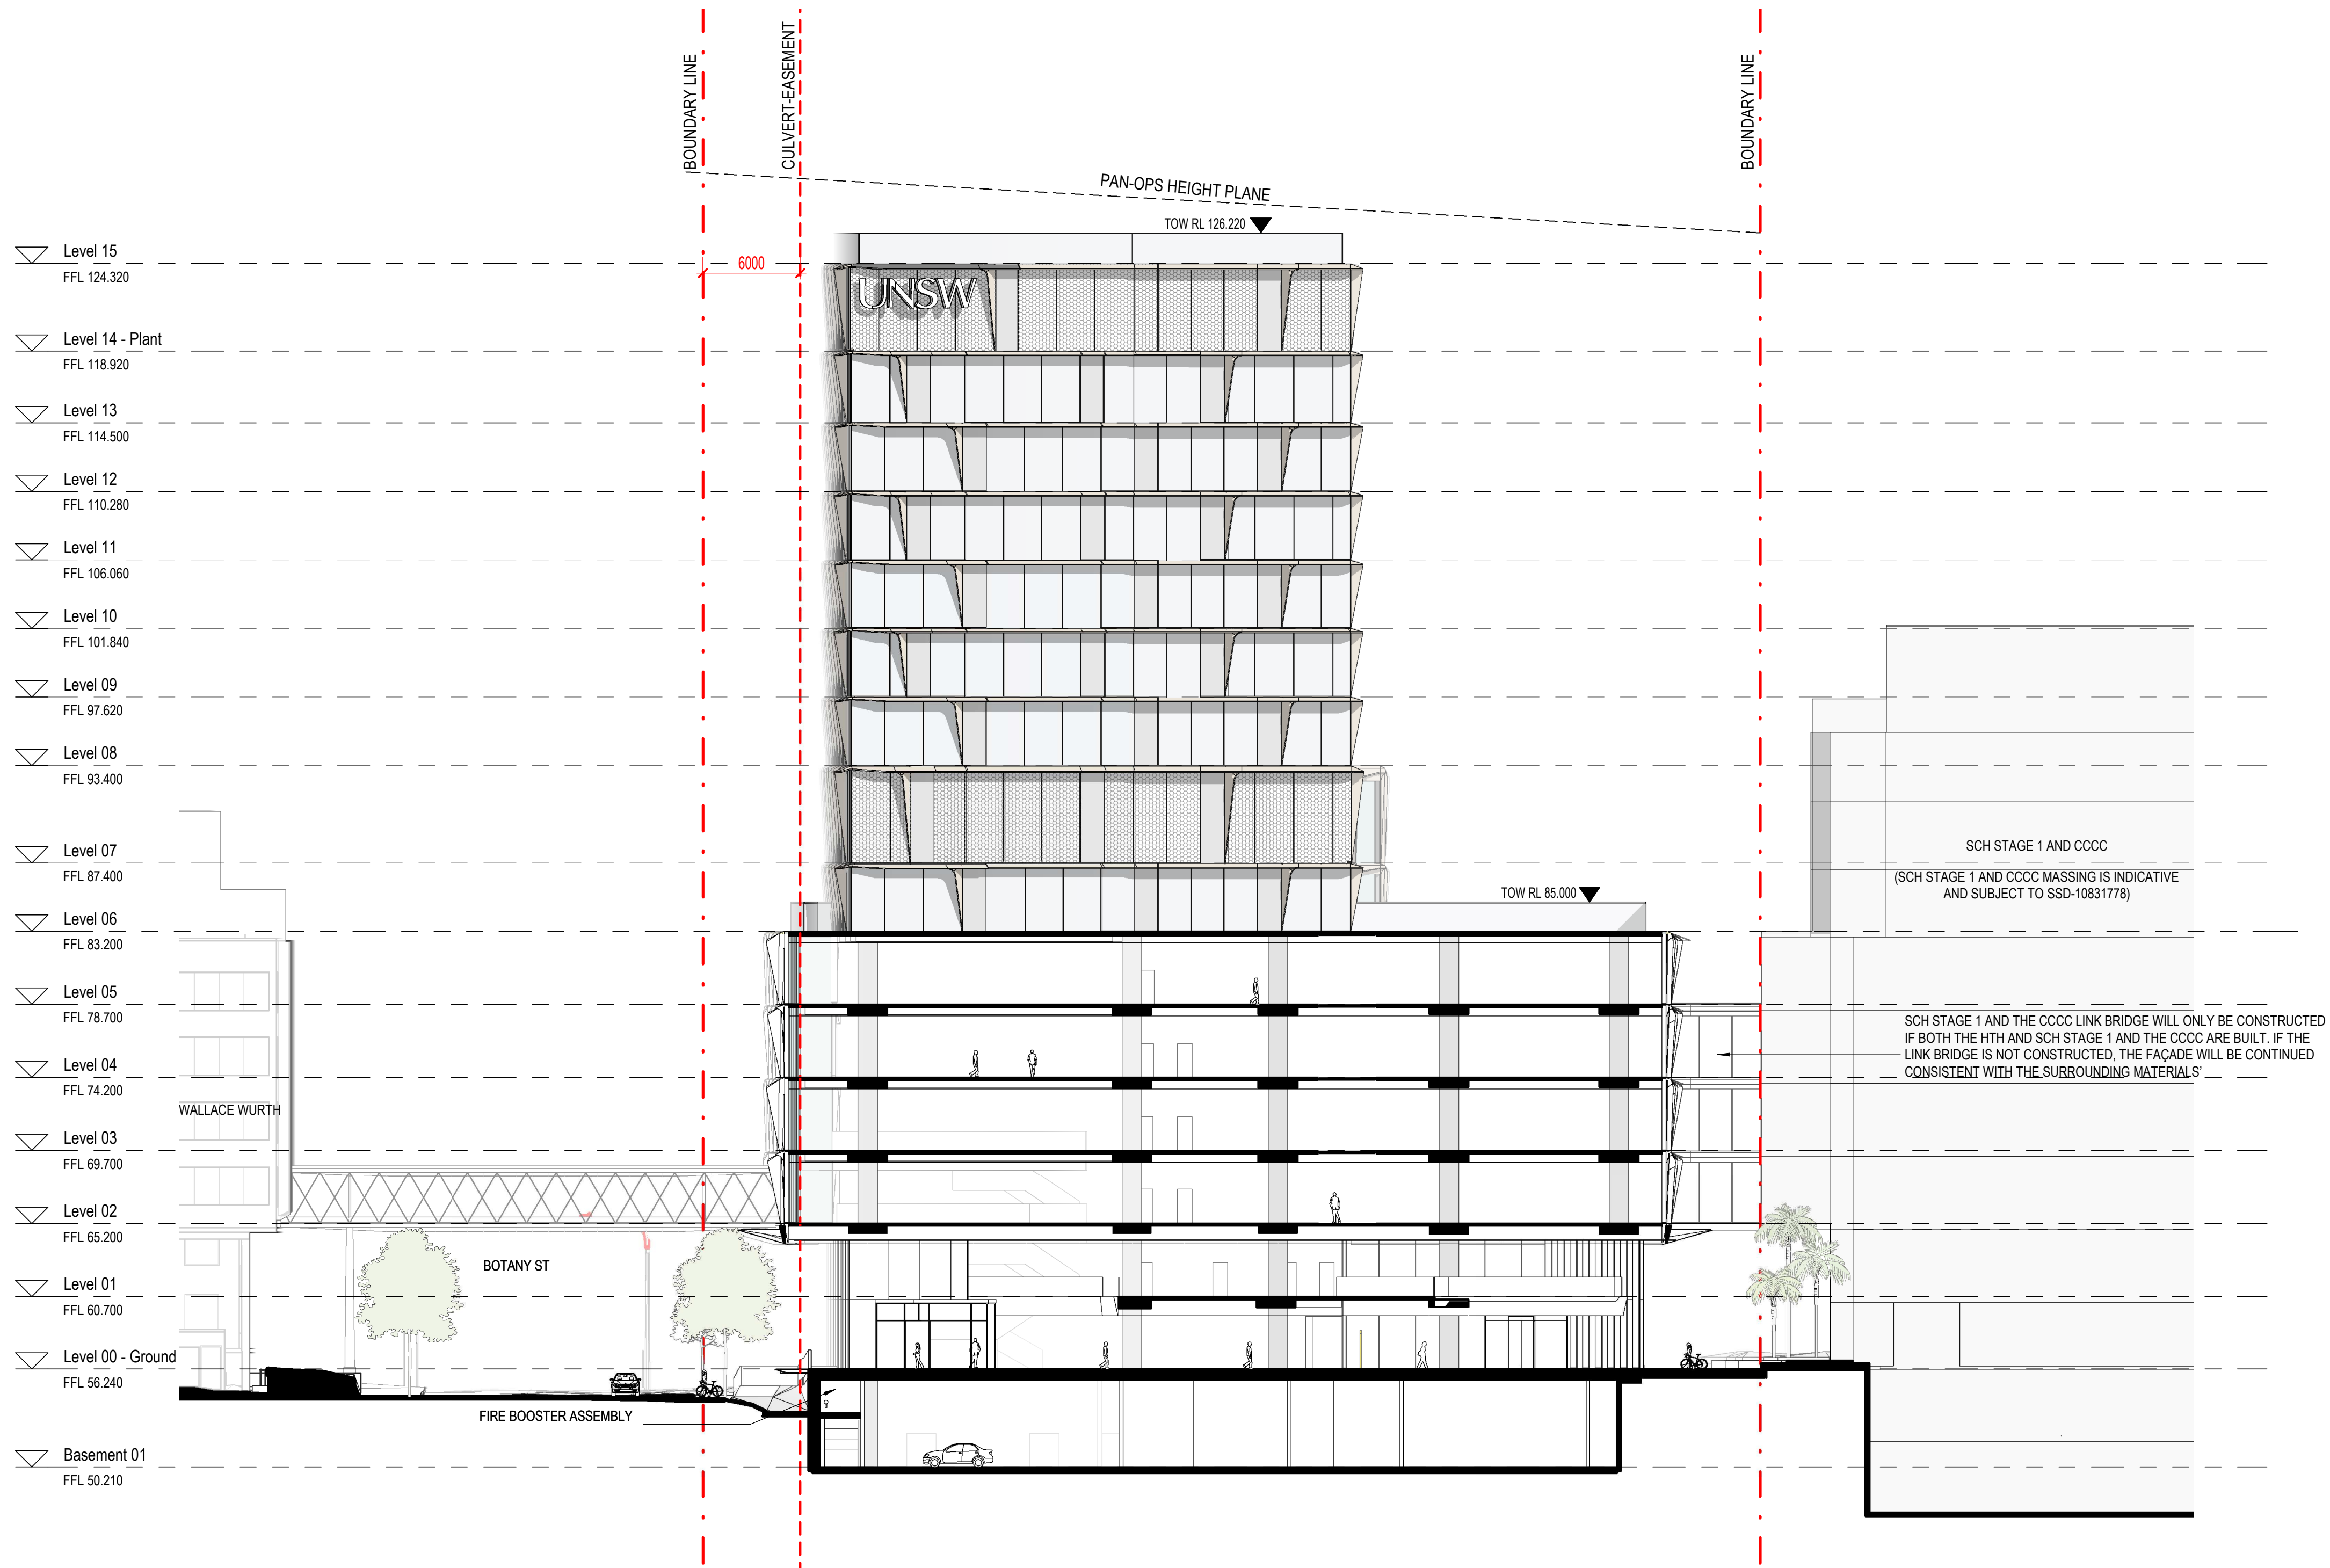 BOUNDARY LINE
CULVERT-EASEMENT
BOUNDARY LINE
PAN-OPS HEIGHT PLANE
TOW RL 126.220
Level 15
FFL 124.320
6000
UNSW
Level 14 - Plant
FFL 118.920
Level 13
FFL 114.500
Level 12
FFL 110.280
Level 11
FFL 106.060
Level 10
FFL 101.840
Level 09
FFL 97.620
Level 08
FFL 93.400
Level 07
FFL 87.400
SCH STAGE 1 AND CCCC
(SCH STAGE 1 AND CCCC MASSING IS INDICATIVE
AND SUBJECT TO SSD-10831778)
TOW RL 85.000
Level 06
FFL 83.200
Level 05
FFL 78.700
SCH STAGE 1 AND THE CCCC LINK BRIDGE WILL ONLY BE CONSTRUCTED
IF BOTH THE HTH AND SCH STAGE 1 AND THE CCCC ARE BUILT. IF THE
LINK BRIDGE IS NOT CONSTRUCTED, THE FAÇADE WILL BE CONTINUED
CONSISTENT WITH THE SURROUNDING MATERIALS'
Level 04
FFL 74.200
WALLACE WURTH
Level 03
FFL 69.700
Level 02
FFL 65.200
BOTANY ST
Level 01
FFL 60.700
Level 00 - Ground
FFL 56.240
FIRE BOOSTER ASSEMBLY
Basement 01
FFL 50.210